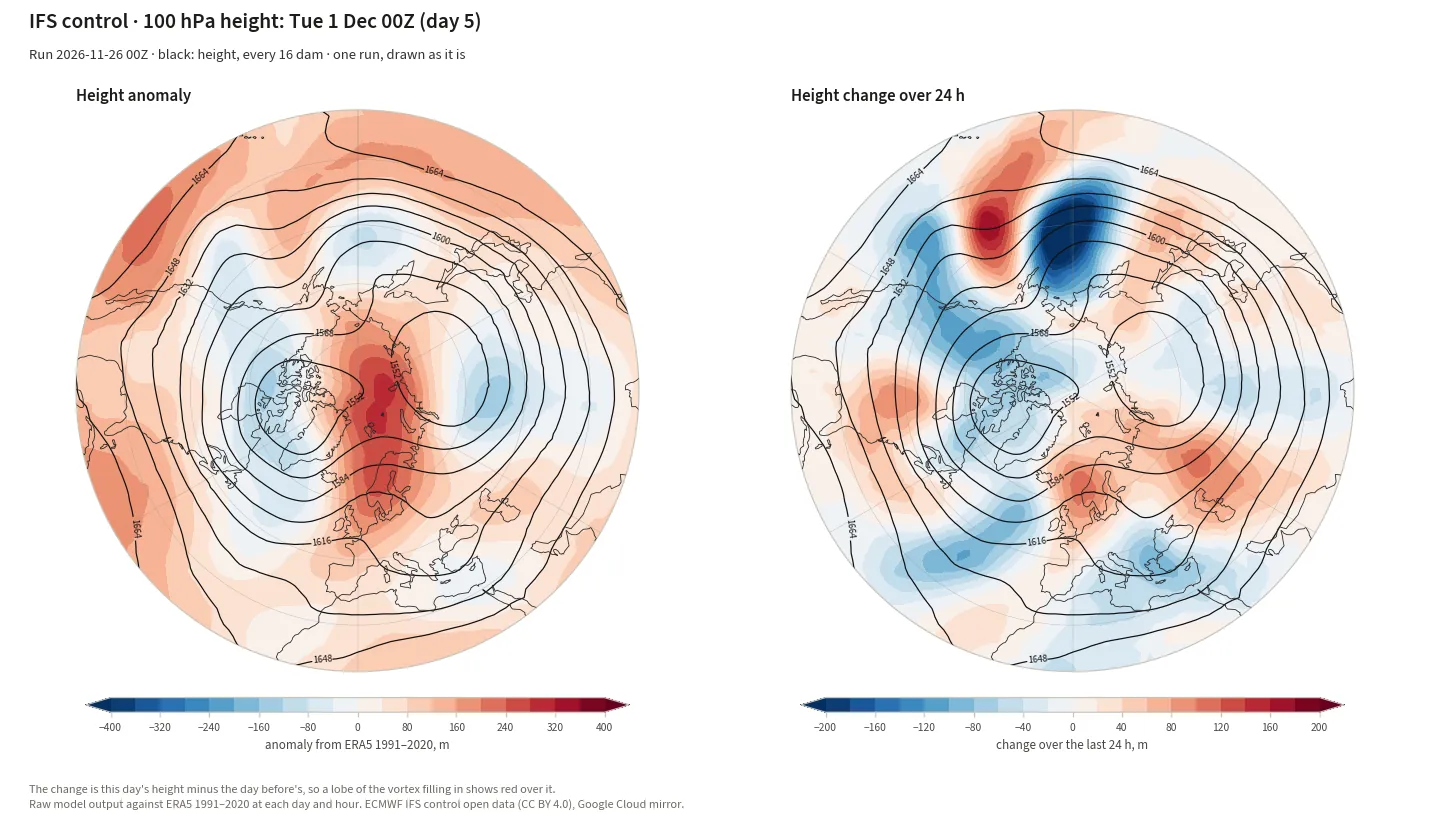 IFS control · 100 hPa height: Tue 1 Dec 00Z (day 5)
Run 2026-11-26 00Z · black: height, every 16 dam · one run, drawn as it is
Height anomaly
1664
1664
1648
1632
1600
1568
1552
1552
1584
1616
1664
1648
−400 −320 −240 −160 −80 0 80 160 240 320 400
anomaly from ERA5 1991–2020, m
Height change over 24 h
1664
1664
1648
1632
1600
1568
1552
1552
1584
1616
1664
1648
−200 −160 −120 −80 −40 0 40 80 120 160 200
change over the last 24 h, m
The change is this day's height minus the day before's, so a lobe of the vortex filling in shows red over it.
Raw model output against ERA5 1991–2020 at each day and hour. ECMWF IFS control open data (CC BY 4.0), Google Cloud mirror.